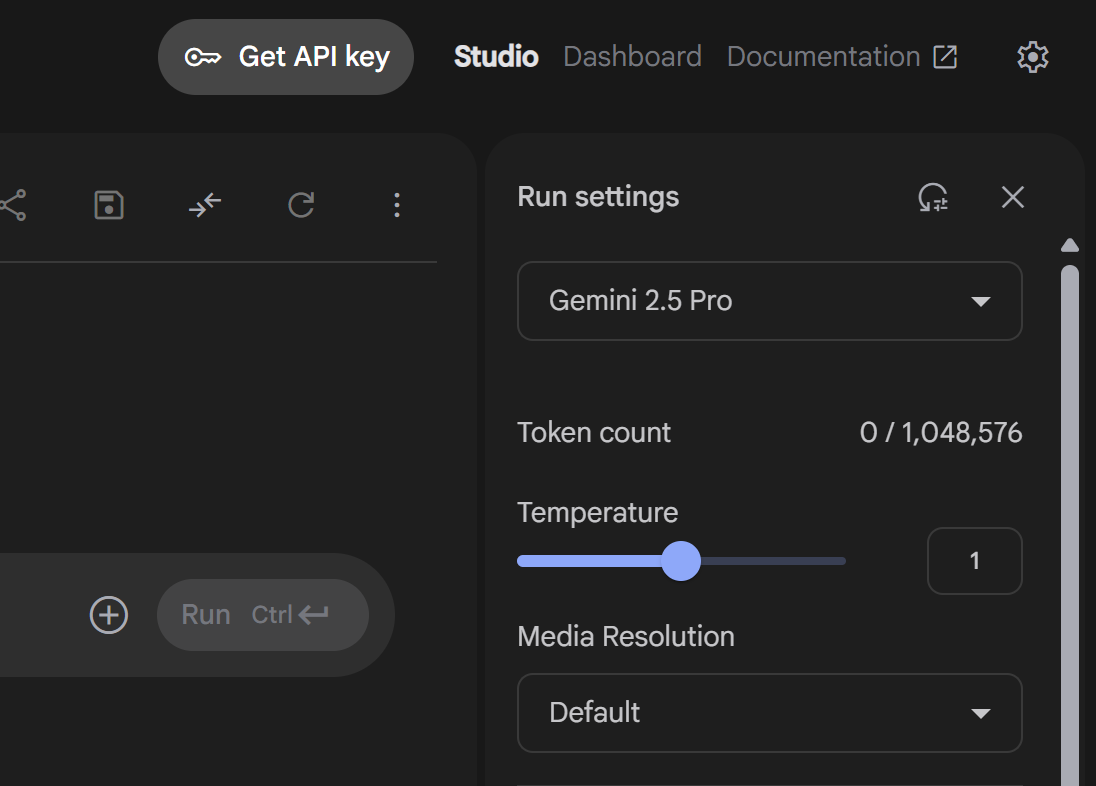 Get API key
Studio
Dashboard
Documentation
Run settings
Gemini 2.5 Pro
Token count
0 / 1,048,576
Temperature
1
Run Ctrl
Media Resolution
Default